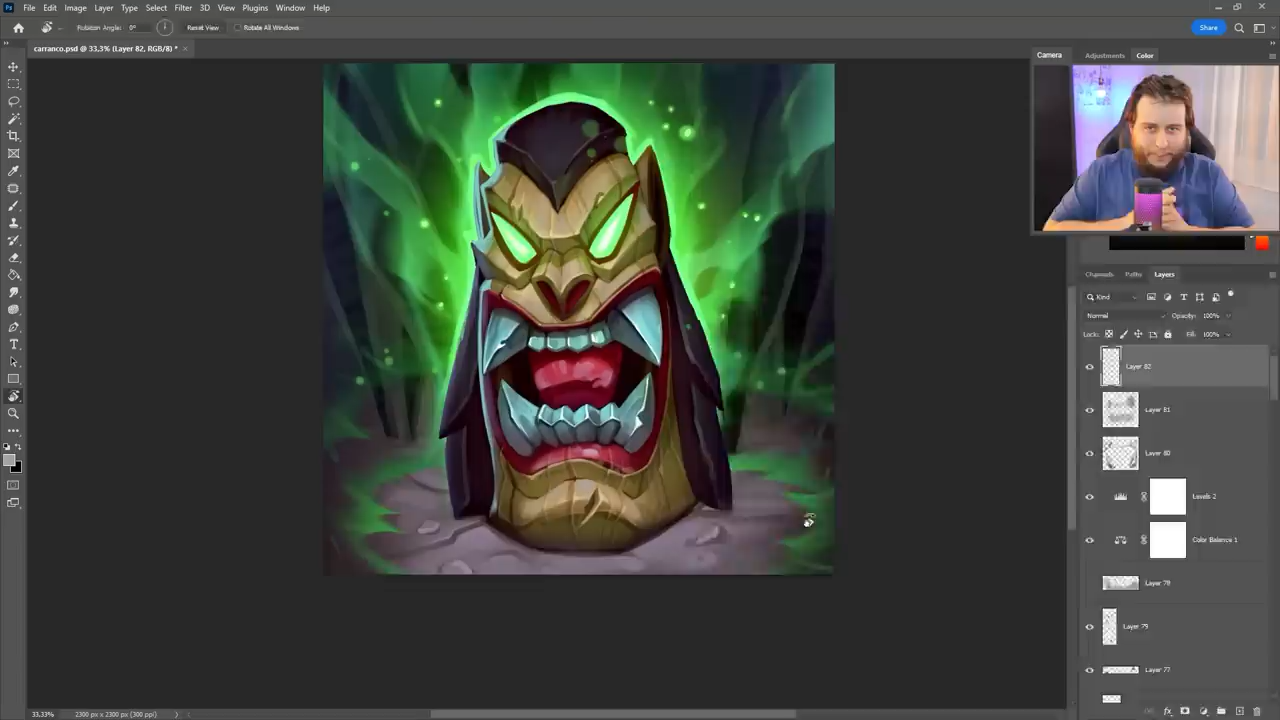 Ps File Edit Image Layer Type Select Filter 3D View Plugins Window Help
Rotation Angle: 0° Reset View Rotate All Windows Share
carranco.psd @ 33,3% (Layer 82, RGB/8) * ×
Camera Adjustments Color
Channels Paths Layers
Kind
Normal Opacity: 100%
Lock: Fill: 100%
Layer 82
Layer 81
Layer 80
Levels 2
Color Balance 1
Layer 78
Layer 79
Layer 77
33,33% 2300 px x 2300 px (300 ppi)